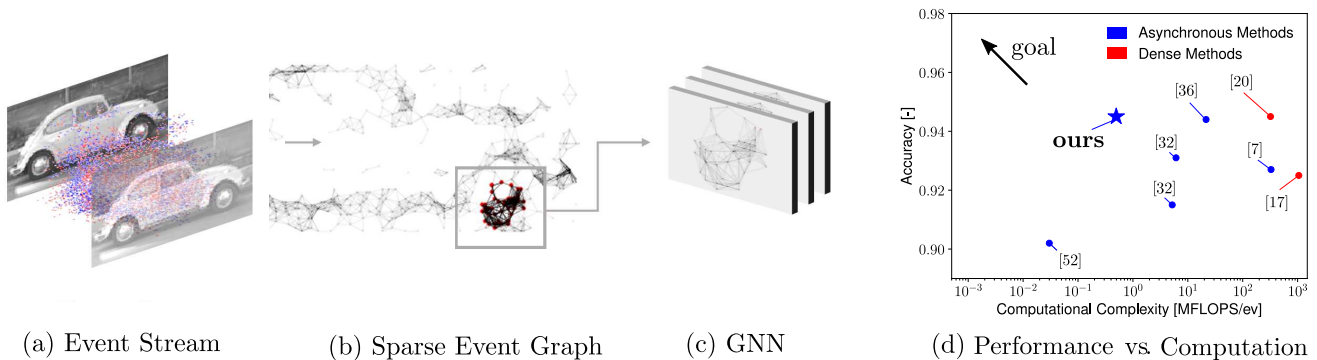 0.98
0.96
0.94
0.92
0.90
Accuracy [-]
goal
Asynchronous Methods
Dense Methods
[36]
[20]
ours
[32]
[7]
[32]
[17]
[52]
10⁻³ 10⁻² 10⁻¹ 10⁰ 10¹ 10² 10³
Computational Complexity [MFLOPS/ev]
(a) Event Stream
(b) Sparse Event Graph
(c) GNN
(d) Performance vs. Computation